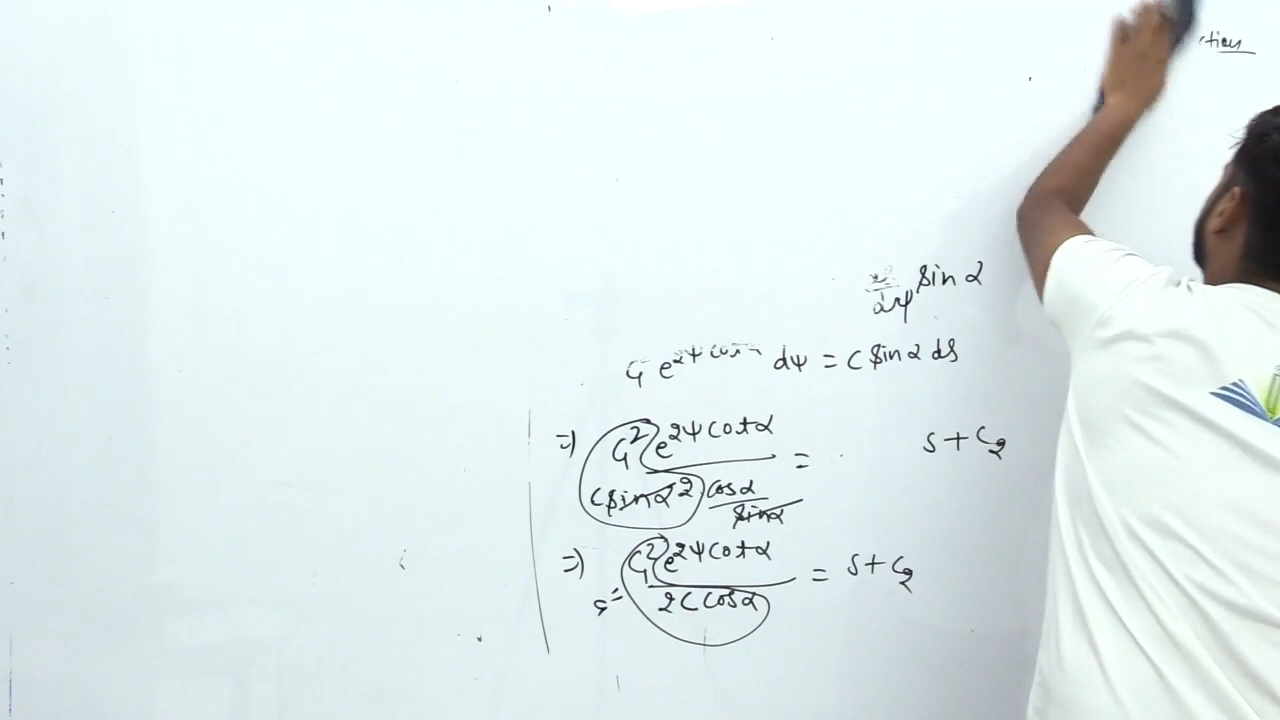 sin α
dψ
C₁ e^{2ψ cot α} dψ = C sin α ds
=) C₁² e^{2ψ cot α} / (C sin α 2 cos α / sin α) = s + C₂
=) C₁² e^{2ψ cot α} / (2C cos α) = s + C₂